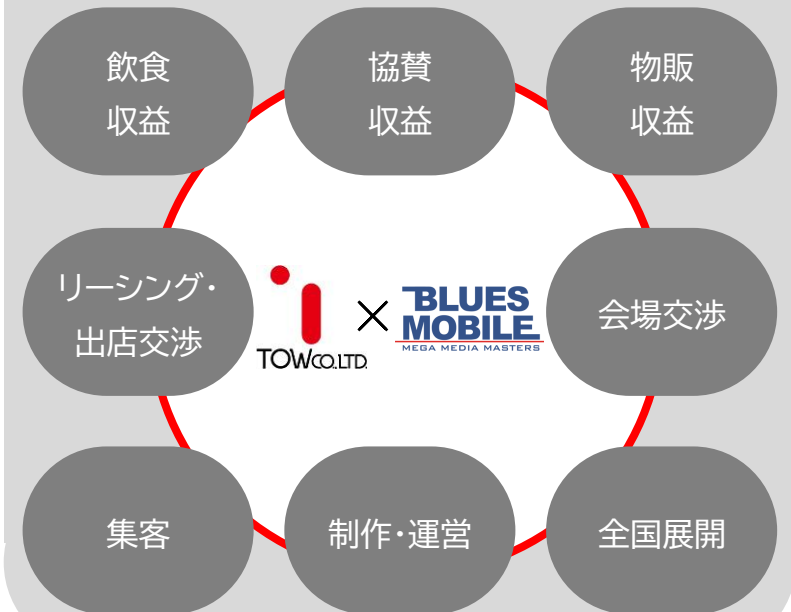 飲食
収益
協賛
収益
物販
収益
リーシング・
出店交渉
TOWCO.LTD.
×
BLUES
MOBILE
MEGA MEDIA MASTERS
会場交渉
集客
制作・運営
全国展開